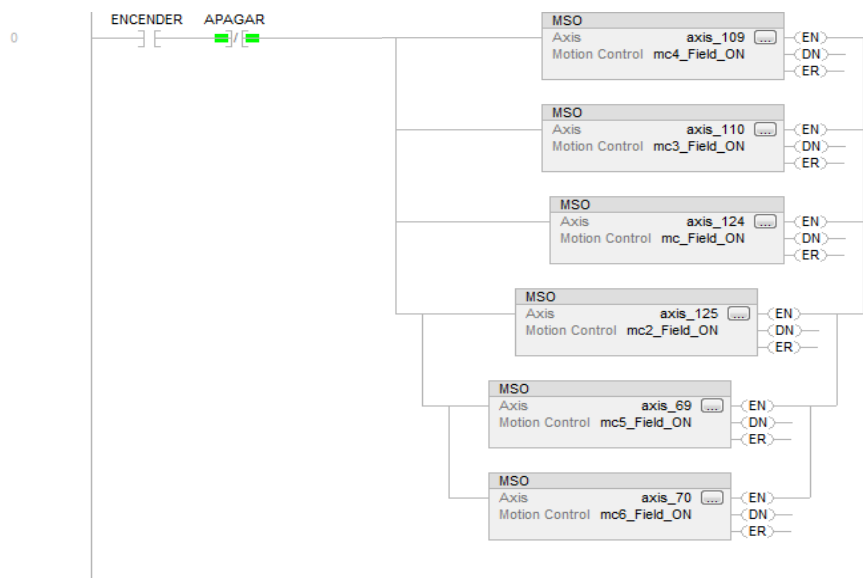 ENCENDER APAGAR
0
MSO
Axis axis_109 ...
Motion Control mc4_Field_ON
EN
DN
ER
MSO
Axis axis_110 ...
Motion Control mc3_Field_ON
EN
DN
ER
MSO
Axis axis_124 ...
Motion Control mc_Field_ON
EN
DN
ER
MSO
Axis axis_125 ...
Motion Control mc2_Field_ON
EN
DN
ER
MSO
Axis axis_69 ...
Motion Control mc5_Field_ON
EN
DN
ER
MSO
Axis axis_70 ...
Motion Control mc6_Field_ON
EN
DN
ER